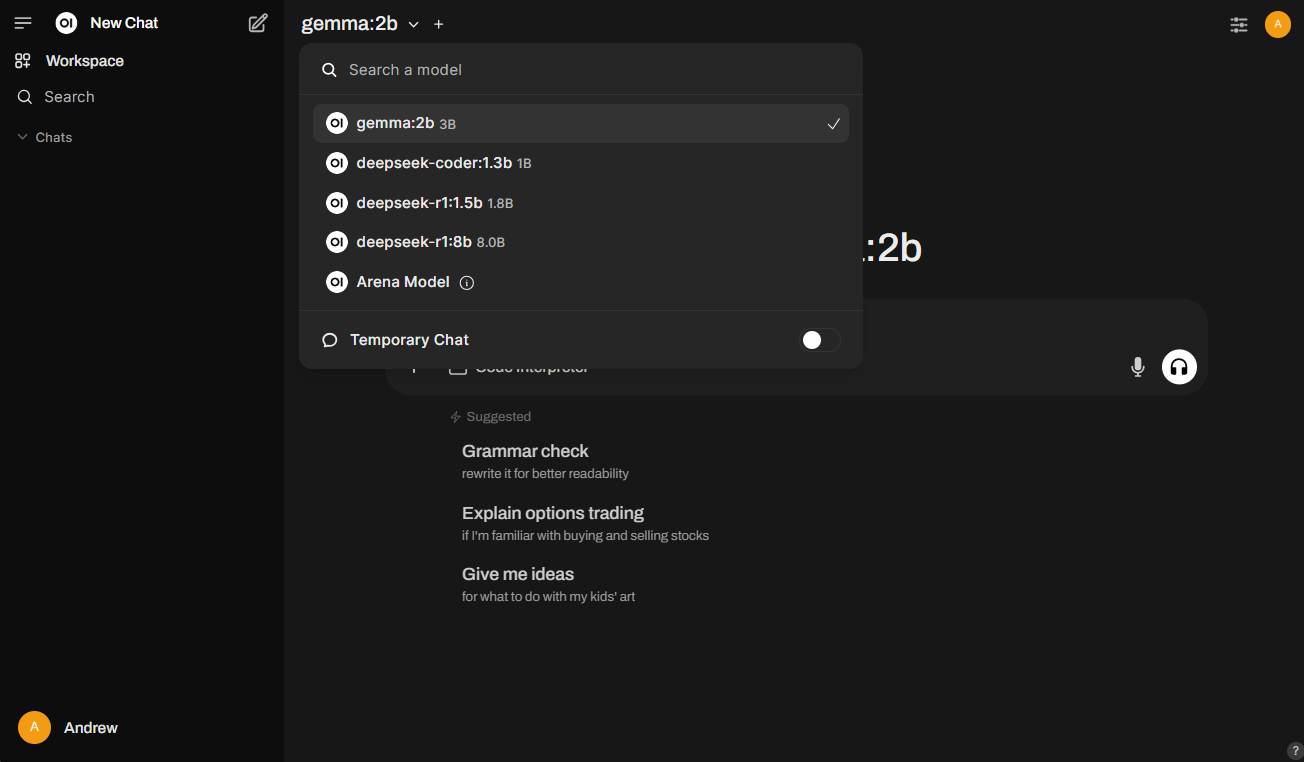 OI New Chat
Workspace
Search
Chats
gemma:2b
A
Search a model
OI gemma:2b 3B
OI deepseek-coder:1.3b 1B
OI deepseek-r1:1.5b 1.8B
OI deepseek-r1:8b 8.0B
OI Arena Model
Temporary Chat
:2b
Code Interpreter
Suggested
Grammar check
rewrite it for better readability
Explain options trading
if I'm familiar with buying and selling stocks
Give me ideas
for what to do with my kids' art
A Andrew
?